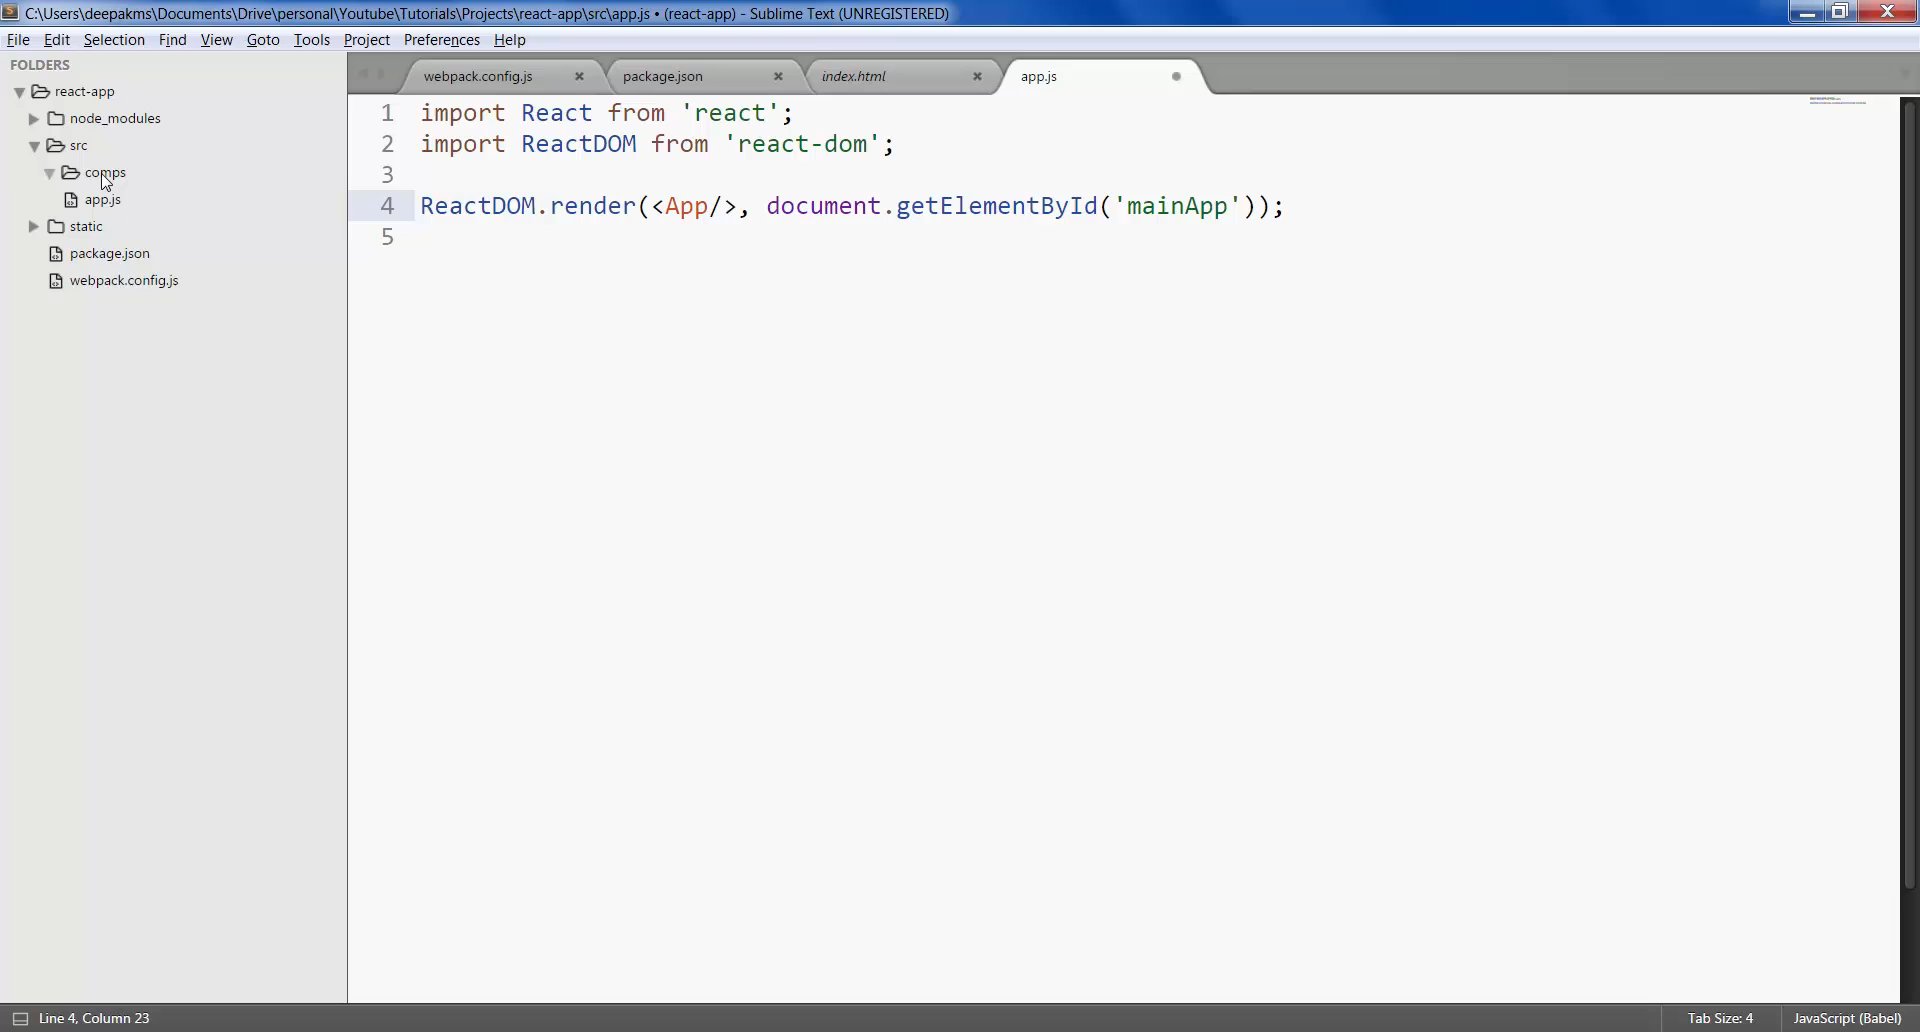 C:\Users\deepakms\Documents\Drive\personal\Youtube\Tutorials\Projects\react-app\src\app.js • (react-app) - Sublime Text (UNREGISTERED)
File Edit Selection Find View Goto Tools Project Preferences Help
FOLDERS
react-app
node_modules
src
comps
app.js
static
package.json
webpack.config.js
webpack.config.js package.json index.html app.js
1 import React from 'react';
2 import ReactDOM from 'react-dom';
3
4 ReactDOM.render(<App/>, document.getElementById('mainApp'));
5
Line 4, Column 23 Tab Size: 4 JavaScript (Babel)